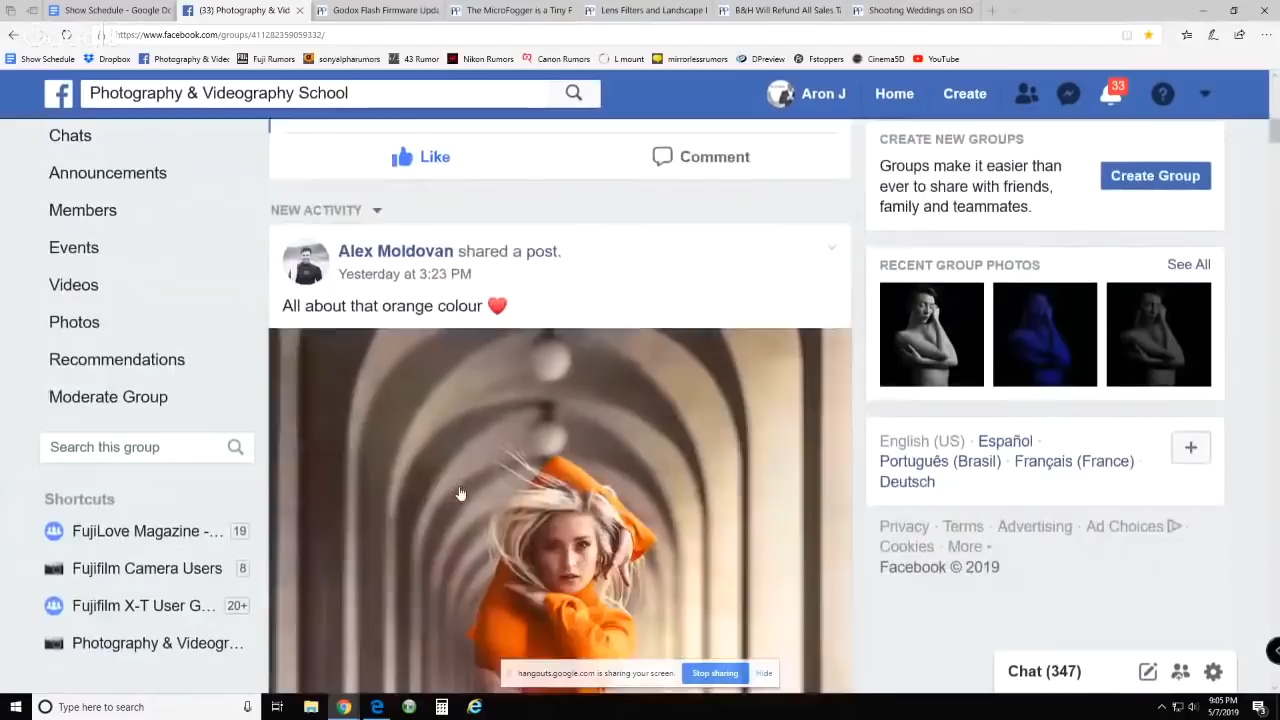 Show Schedule - Google Do
(33) Photography & Vid
Godox Flash Firmware Upda
The MicroFogger is a Tiny F
Lens Filters and Landscape I
B&H Will Refund All Sales Ta
Shooting Weddings on ISO
https://www.facebook.com/groups/411282359059332/
Show Schedule
Dropbox
Photography & Videc
Fuji Rumors
sonyalpharumors
43 Rumor
Nikon Rumors
Canon Rumors
L mount
mirrorlessrumors
DPreview
Fstoppers
Cinema5D
YouTube
Photography & Videography School
Aron J
Home
Create
33
Chats
Announcements
Members
Events
Videos
Photos
Recommendations
Moderate Group
Search this group
Shortcuts
FujiLove Magazine -... 19
Fujifilm Camera Users 8
Fujifilm X-T User G... 20+
Photography & Videogr...
Like
Comment
NEW ACTIVITY
Alex Moldovan shared a post.
Yesterday at 3:23 PM
All about that orange colour ❤
CREATE NEW GROUPS
Groups make it easier than
ever to share with friends,
family and teammates.
Create Group
RECENT GROUP PHOTOS
See All
English (US) · Español ·
Português (Brasil) · Français (France) ·
Deutsch
Privacy · Terms · Advertising · Ad Choices ·
Cookies · More
Facebook © 2019
hangouts.google.com is sharing your screen.
Stop sharing
Hide
Chat (347)
Type here to search
9:05 PM
5/7/2019